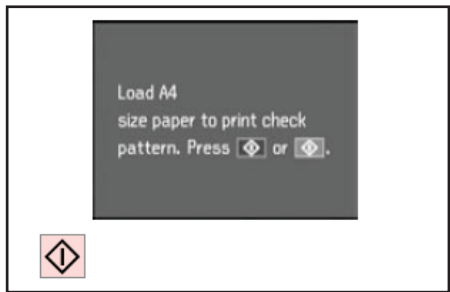 Load A4
size paper to print check
pattern. Press or .